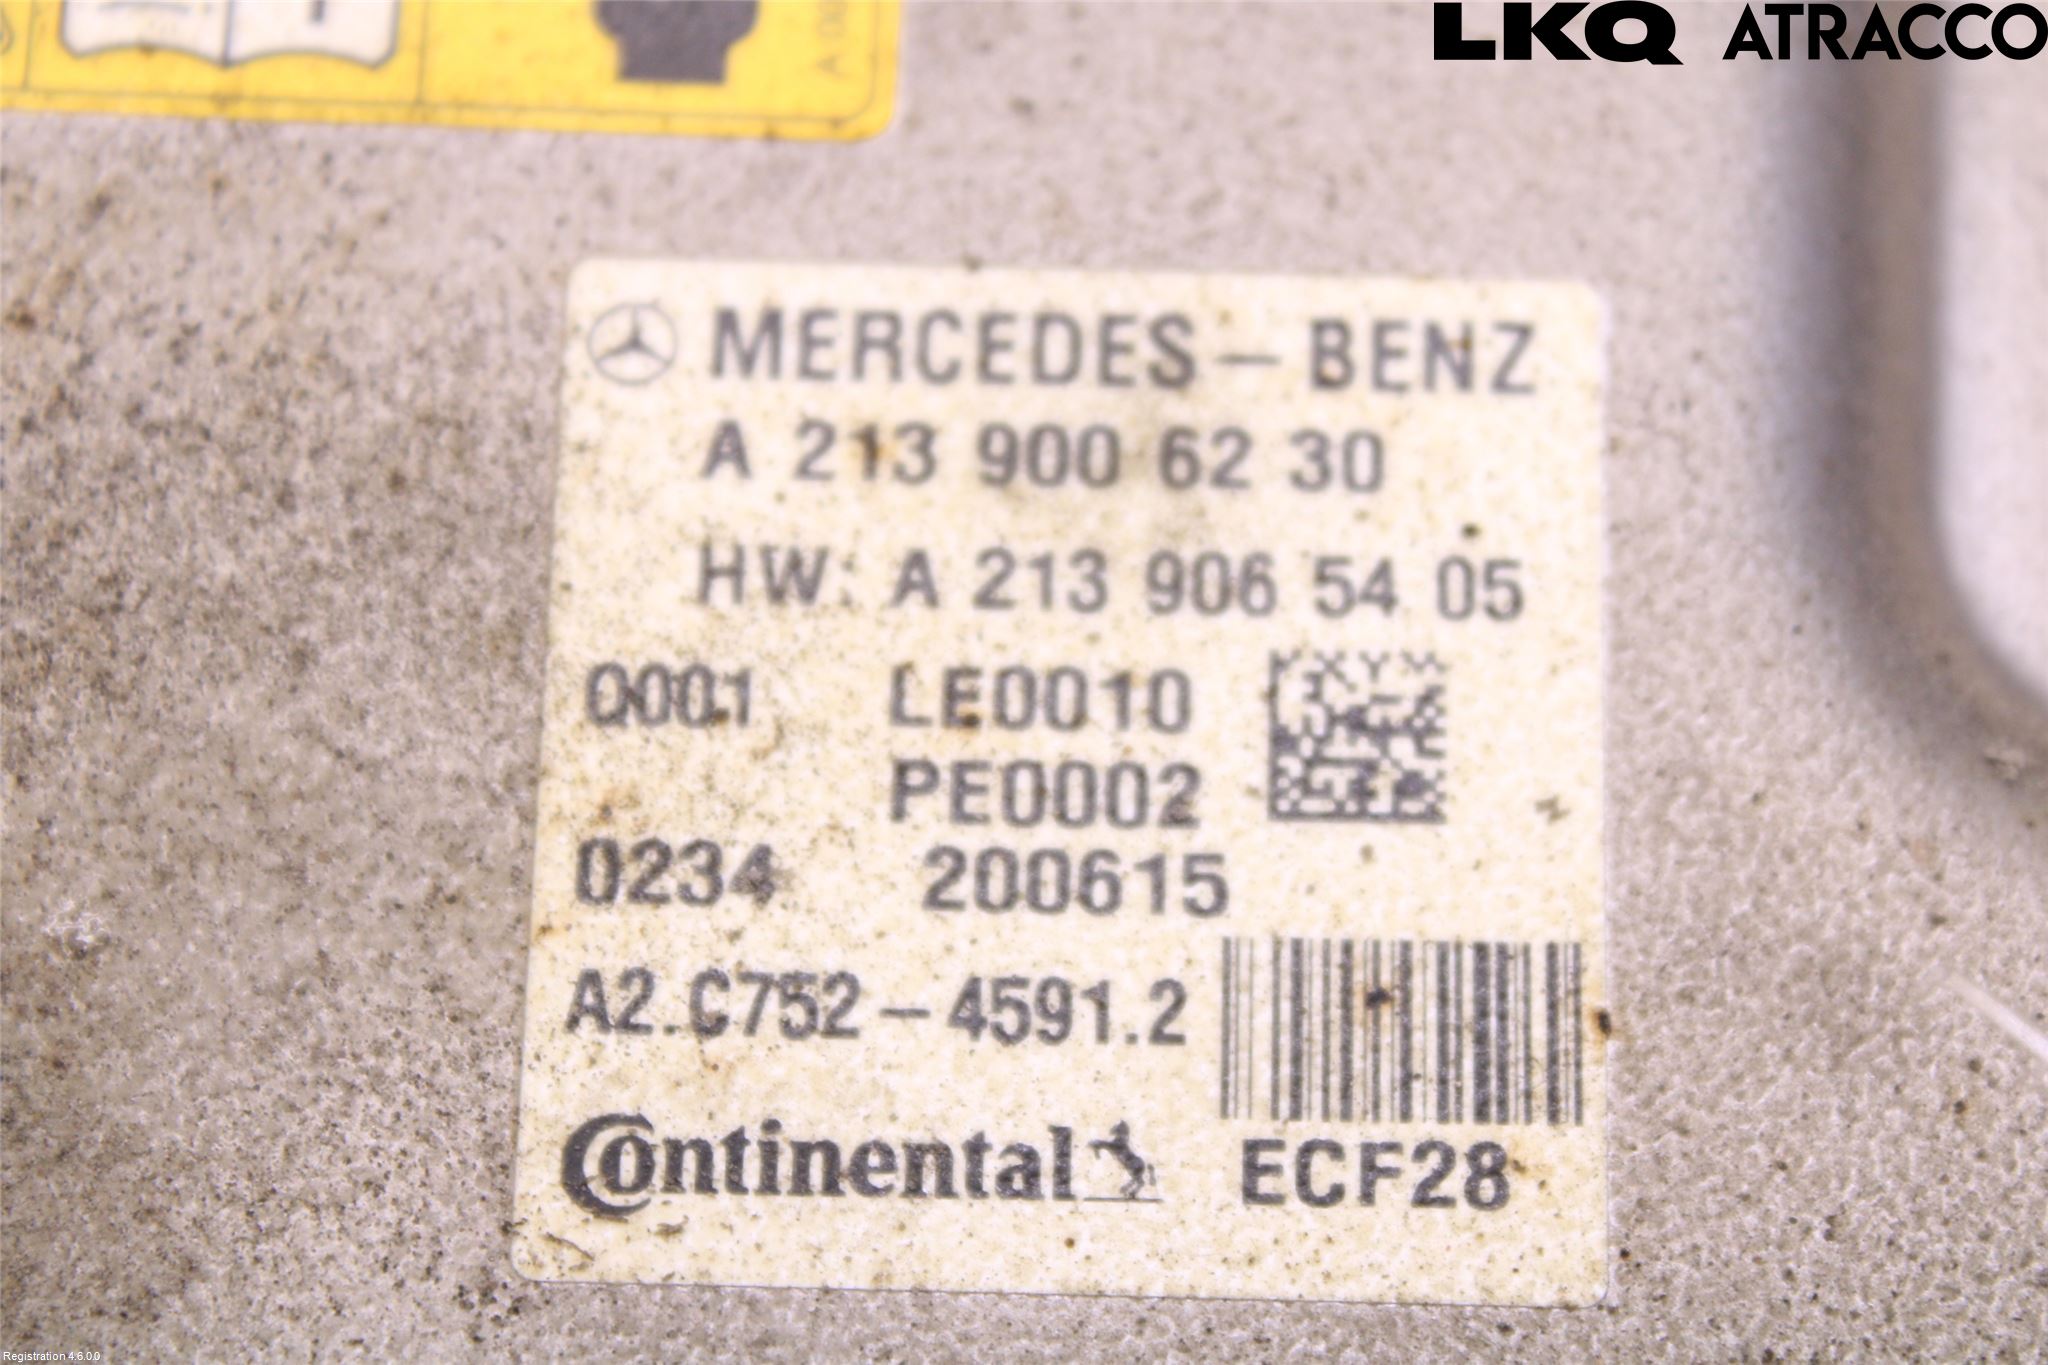 LKQ ATRACCO
A 00
MERCEDES-BENZ
A 213 900 62 30
HW: A 213 906 54 05
Q001 LE0010
PE0002
0234 200615
A2.C752-4591.2
Continental ECF28
Registration 4.6.0.0